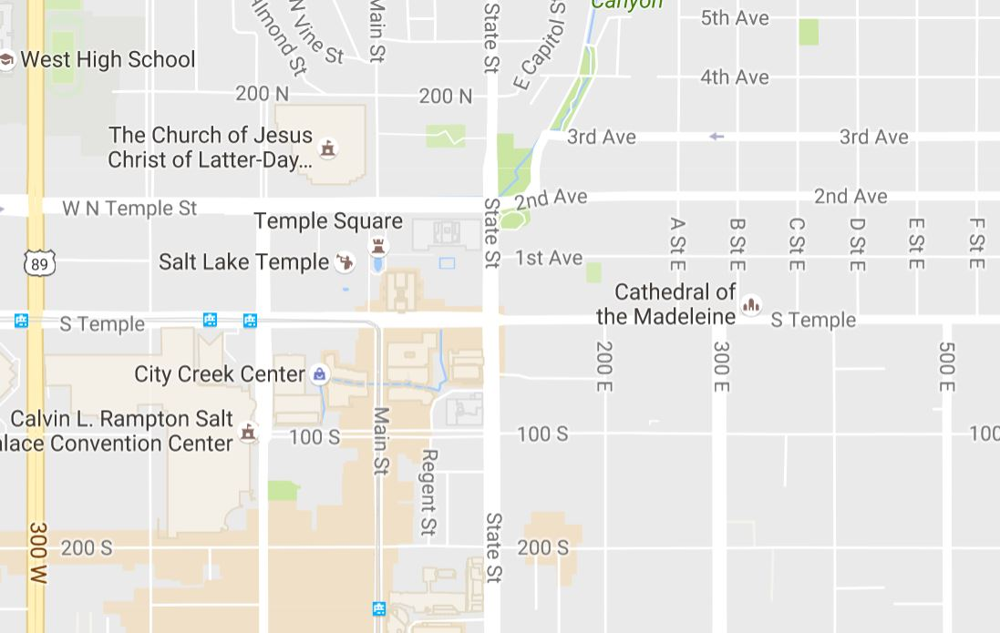 Canyon
5th Ave
N Vine St
Main St
State St
E Capitol S
Almond St
West High School
4th Ave
200 N
200 N
The Church of Jesus
Christ of Latter-Day...
3rd Ave
3rd Ave
W N Temple St
2nd Ave
2nd Ave
Temple Square
State St
A St E
B St E
C St E
D St E
E St E
F St E
89
Salt Lake Temple
1st Ave
Cathedral of
the Madeleine
S Temple
S Temple
200 E
300 E
500 E
City Creek Center
Calvin L. Rampton Salt
alace Convention Center
100 S
Main St
100 S
100
Regent St
300 W
200 S
State St
200 S